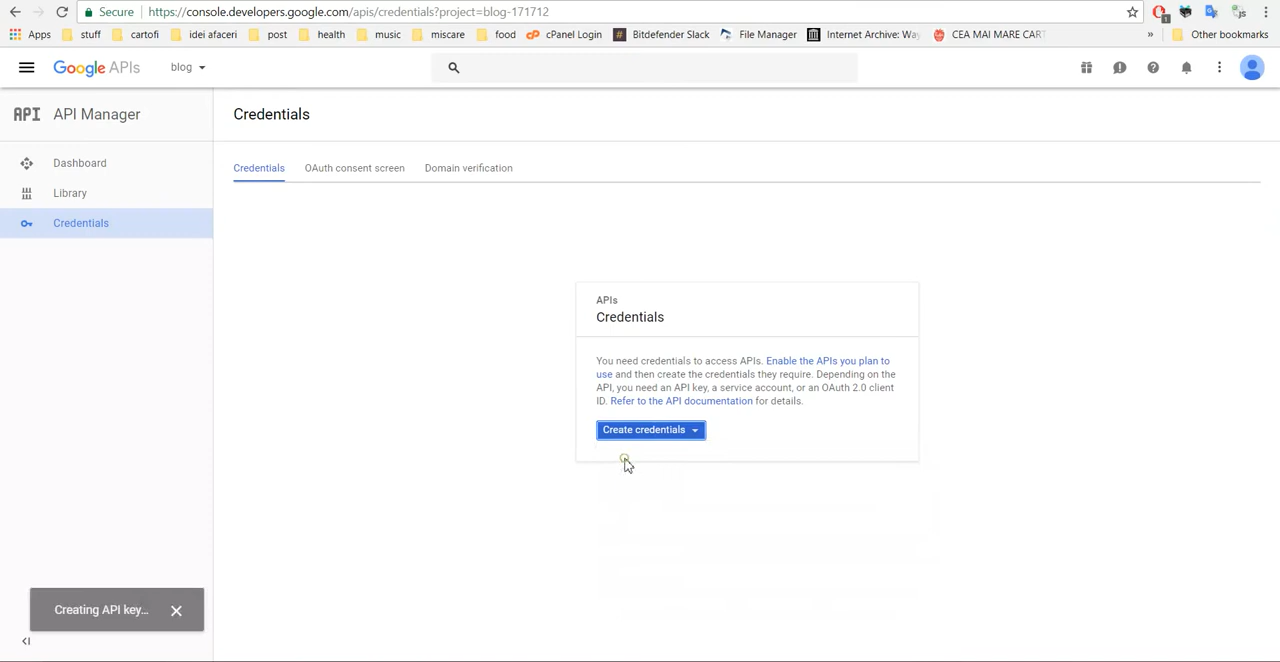 Secure https://console.developers.google.com/apis/credentials?project=blog-171712
Apps stuff cartofi idei afaceri post health music miscare food cPanel Login Bitdefender Slack File Manager Internet Archive: Way CEA MAI MARE CART » Other bookmarks
Google APIs blog
API API Manager
Credentials
Dashboard
Library
Credentials
Credentials OAuth consent screen Domain verification
APIs
Credentials
You need credentials to access APIs. Enable the APIs you plan to
use and then create the credentials they require. Depending on the
API, you need an API key, a service account, or an OAuth 2.0 client
ID. Refer to the API documentation for details.
Create credentials
Creating API key...